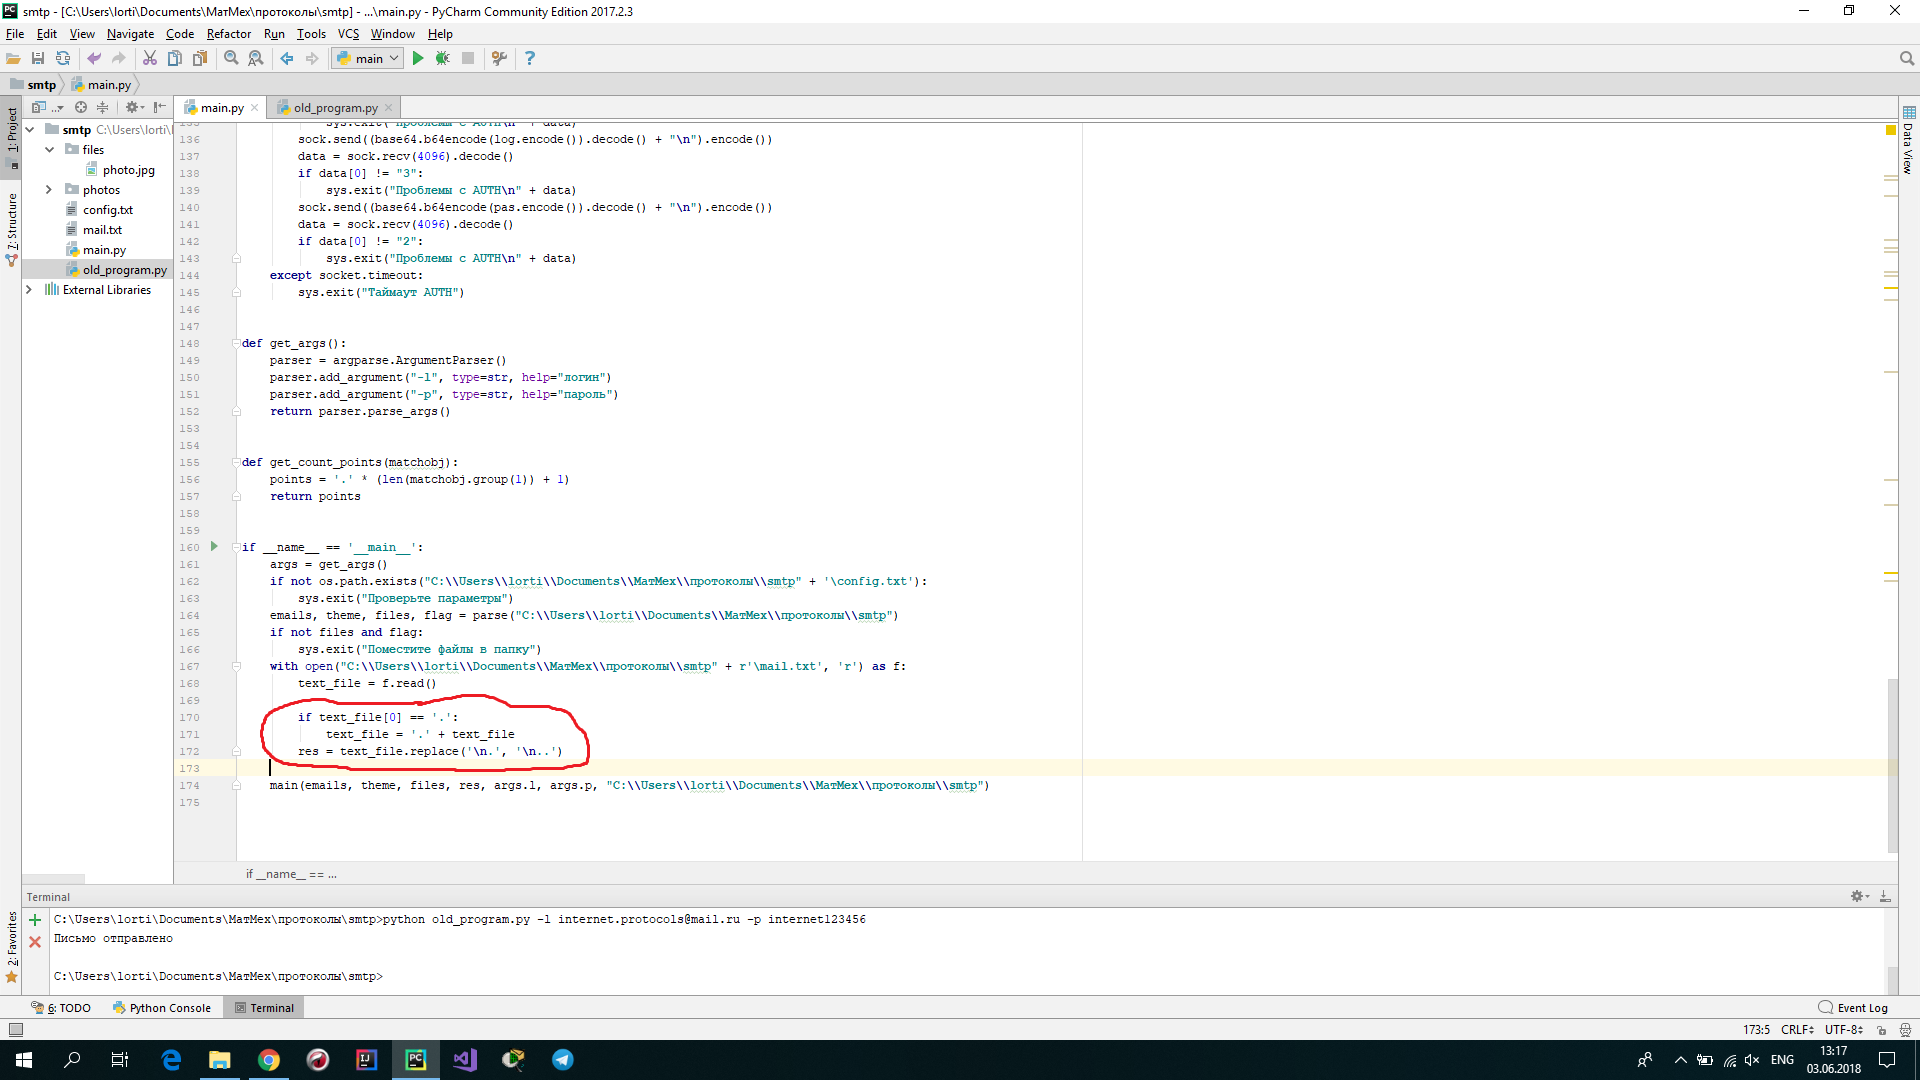 smtp - [C:\Users\lorti\Documents\МатМех\протоколы\smtp] - ...\main.py - PyCharm Community Edition 2017.2.3
File Edit View Navigate Code Refactor Run Tools VCS Window Help
main
smtp main.py
1: Project
7: Structure
2: Favorites
Data View
smtp C:\Users\lorti\
files
photo.jpg
photos
config.txt
mail.txt
main.py
old_program.py
External Libraries
main.py old_program.py
135 sys.exit("Проблемы с AUTH\n" + data)
136 sock.send((base64.b64encode(log.encode()).decode() + "\n").encode())
137 data = sock.recv(4096).decode()
138 if data[0] != "3":
139 sys.exit("Проблемы с AUTH\n" + data)
140 sock.send((base64.b64encode(pas.encode()).decode() + "\n").encode())
141 data = sock.recv(4096).decode()
142 if data[0] != "2":
143 sys.exit("Проблемы с AUTH\n" + data)
144 except socket.timeout:
145 sys.exit("Таймаут AUTH")
146
147
148 def get_args():
149 parser = argparse.ArgumentParser()
150 parser.add_argument("-l", type=str, help="логин")
151 parser.add_argument("-p", type=str, help="пароль")
152 return parser.parse_args()
153
154
155 def get_count_points(matchobj):
156 points = '.' * (len(matchobj.group(1)) + 1)
157 return points
158
159
160 if __name__ == '__main__':
161 args = get_args()
162 if not os.path.exists("C:\\Users\\lorti\\Documents\\МатМех\\протоколы\\smtp" + '\config.txt'):
163 sys.exit("Проверьте параметры")
164 emails, theme, files, flag = parse("C:\\Users\\lorti\\Documents\\МатМех\\протоколы\\smtp")
165 if not files and flag:
166 sys.exit("Поместите файлы в папку")
167 with open("C:\\Users\\lorti\\Documents\\МатМех\\протоколы\\smtp" + r'\mail.txt', 'r') as f:
168 text_file = f.read()
169
170 if text_file[0] == '.':
171 text_file = '.' + text_file
172 res = text_file.replace('\n.', '\n..')
173
174 main(emails, theme, files, res, args.l, args.p, "C:\\Users\\lorti\\Documents\\МатМех\\протоколы\\smtp")
175
if __name__ == ...
Terminal
C:\Users\lorti\Documents\МатМех\протоколы\smtp>python old_program.py -l internet.protocols@mail.ru -p internet123456
Письмо отправлено
C:\Users\lorti\Documents\МатМех\протоколы\smtp>
6: TODO Python Console Terminal Event Log
173:5 CRLF UTF-8
ENG 13:17
03.06.2018